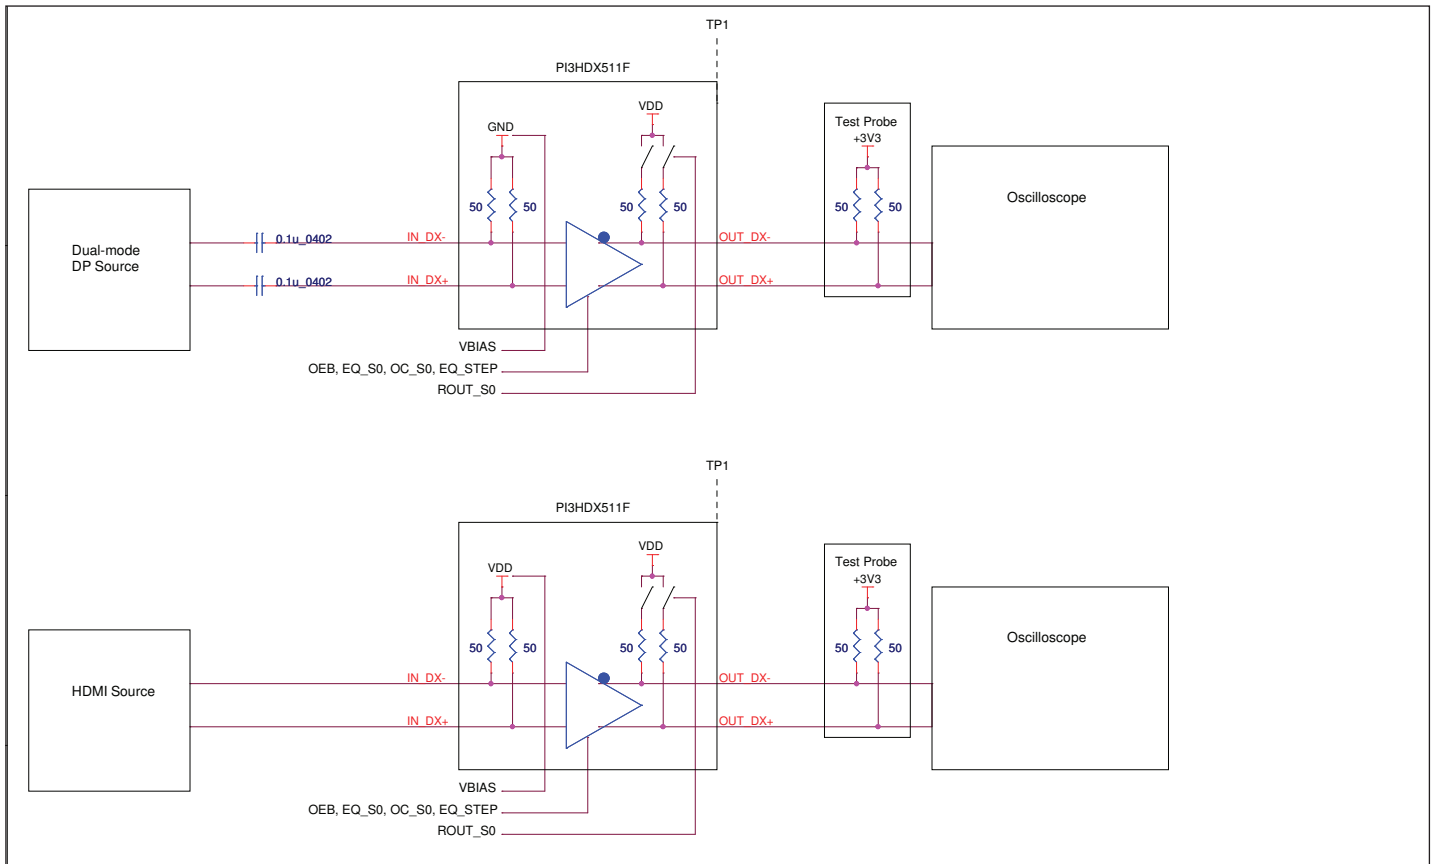 TP1
PI3HDX511F
VDD
GND
Test Probe
+3V3
Oscilloscope
50
50
50
50
50
50
Dual-mode
DP Source
0.1u_0402
IN_DX-
OUT_DX-
0.1u_0402
IN_DX+
OUT_DX+
VBIAS
OEB, EQ_S0, OC_S0, EQ_STEP
ROUT_S0
TP1
PI3HDX511F
VDD
VDD
Test Probe
+3V3
Oscilloscope
50
50
50
50
50
50
HDMI Source
IN_DX-
OUT_DX-
IN_DX+
OUT_DX+
VBIAS
OEB, EQ_S0, OC_S0, EQ_STEP
ROUT_S0